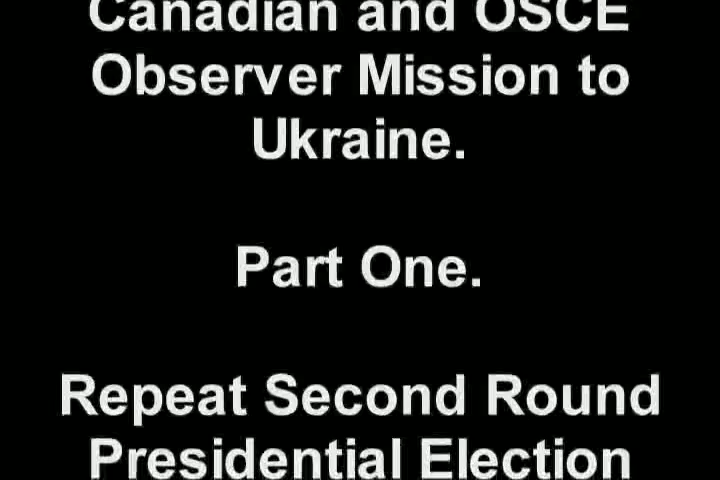 Canadian and OSCE
Observer Mission to
Ukraine.
Part One.
Repeat Second Round
Presidential Election